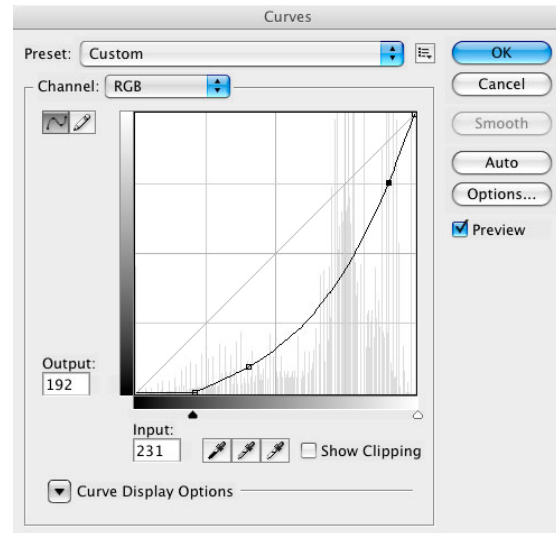 Curves
Preset: Custom
OK
Channel: RGB
Cancel
Smooth
Auto
Options...
Preview
Output:
192
Input:
231
Show Clipping
Curve Display Options